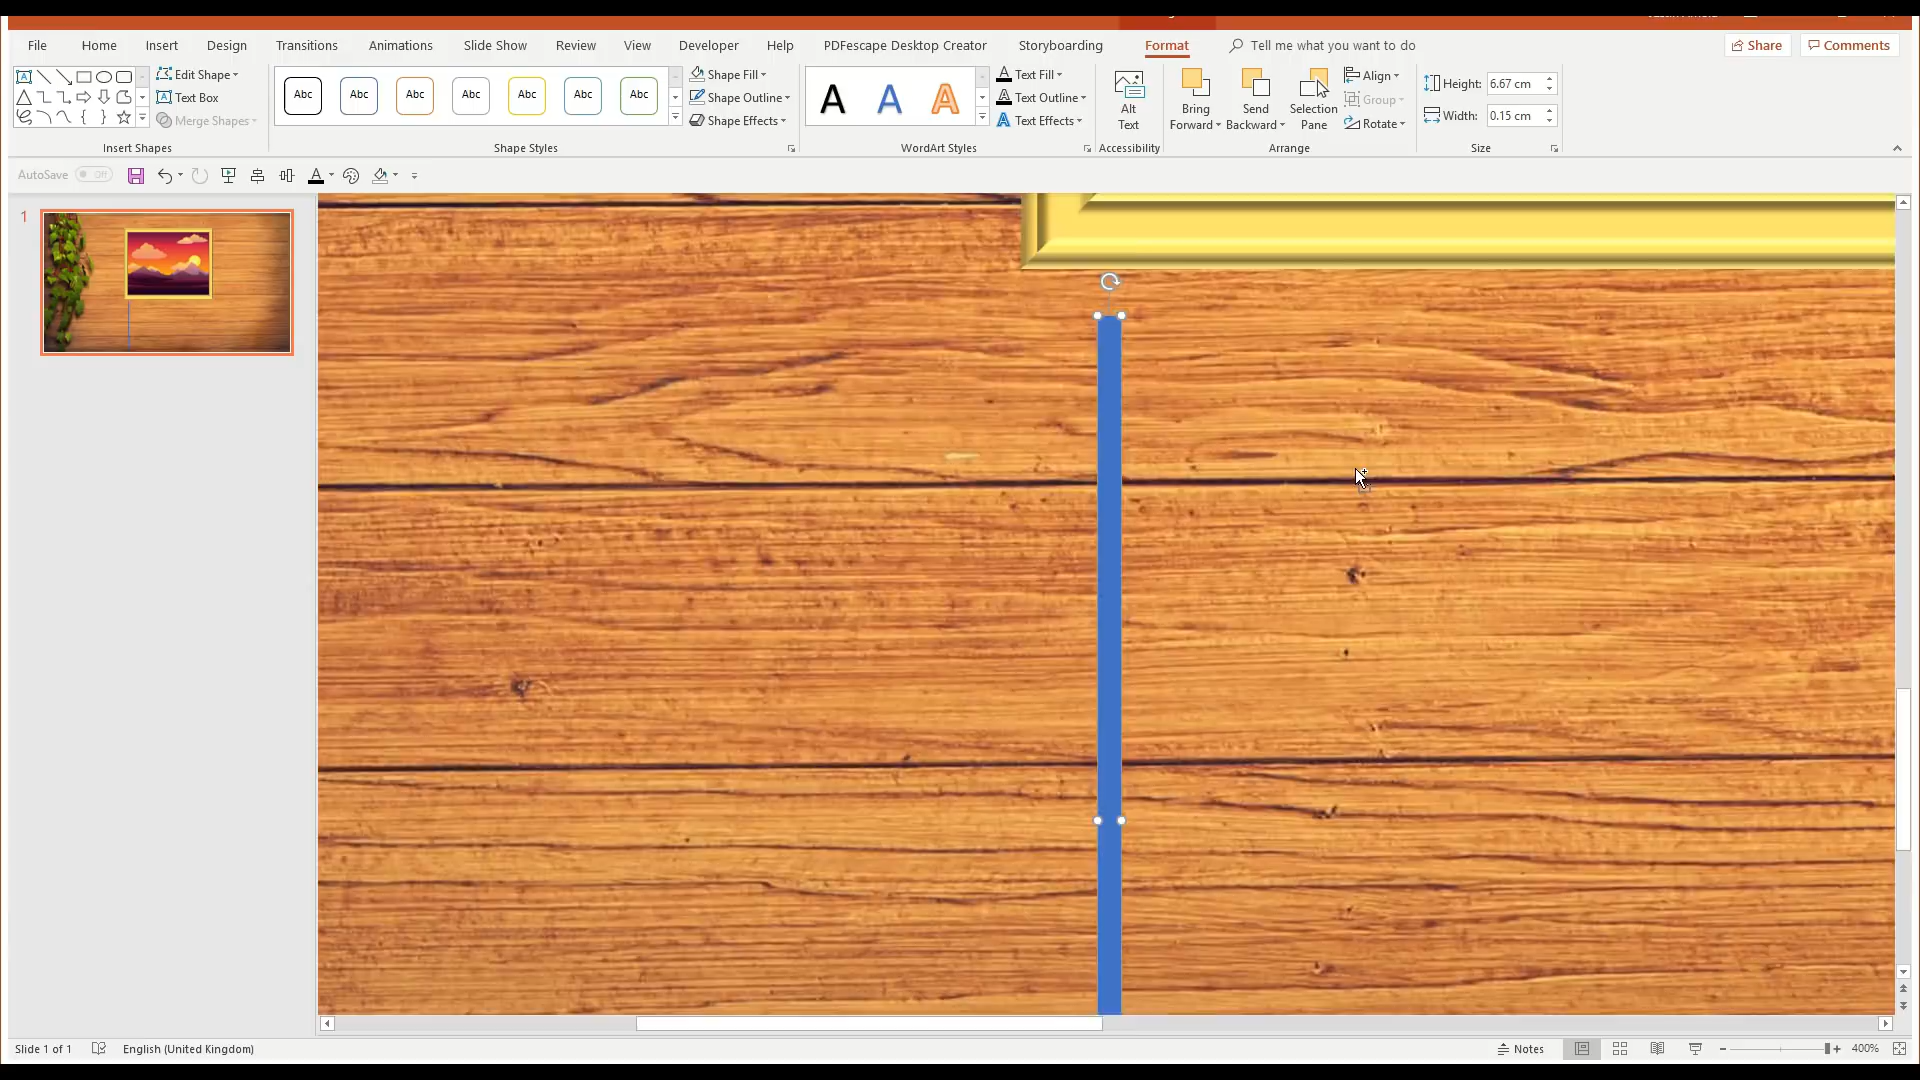 File Home Insert Design Transitions Animations Slide Show Review View Developer Help PDFescape Desktop Creator Storyboarding Format Tell me what you want to do Share Comments
Edit Shape
Text Box
Merge Shapes
Insert Shapes
Abc Abc Abc Abc Abc Abc Abc
Shape Fill
Shape Outline
Shape Effects
Shape Styles
A A A
Text Fill
Text Outline
Text Effects
WordArt Styles
Alt
Text
Accessibility
Bring
Forward
Send
Backward
Selection
Pane
Align
Group
Rotate
Arrange
Height: 6.67 cm
Width: 0.15 cm
Size
AutoSave Off
1
Slide 1 of 1 English (United Kingdom) Notes 400%